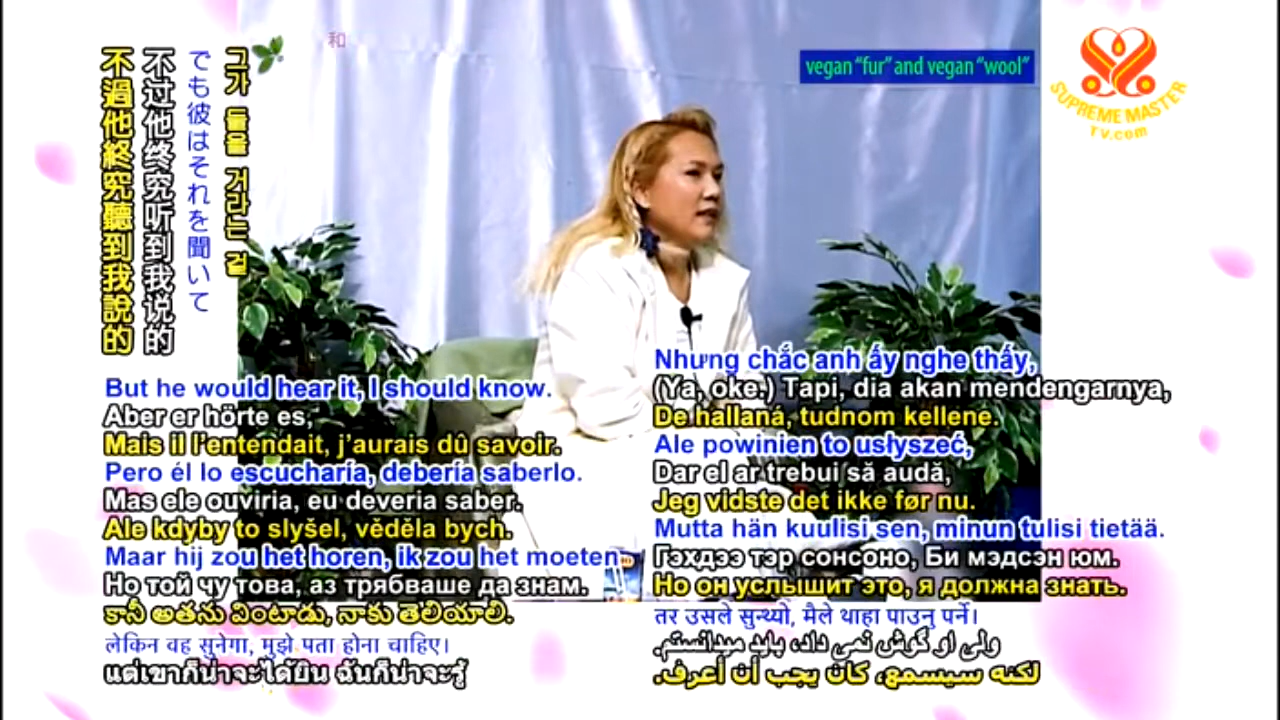 和
vegan “fur” and vegan “wool”
SUPREME MASTER
TV.com
그가 들을 거라는 걸
でも彼はそれを聞いて
不过他终究听到我说的
不過他終究聽到我說的
But he would hear it, I should know.
Aber er hörte es,
Mais il l’entendait, j’aurais dû savoir.
Pero él lo escucharía, debería saberlo.
Mas ele ouviria, eu deveria saber.
Ale kdyby to slyšel, věděla bych.
Maar hij zou het horen, ik zou het moeten
Но той чу това, аз трябваше да знам.
కానీ అతను వింటాడు, నాకు తెలియాలి.
लेकिन वह सुनेगा, मुझे पता होना चाहिए।
แต่เขาก็น่าจะได้ยิน ฉันก็น่าจะรู้
Nhưng chắc anh ấy nghe thấy,
(Ya, oke.) Tapi, dia akan mendengarnya,
De hallaná, tudnom kellene.
Ale powinien to usłyszeć,
Dar el ar trebui să audă,
Jeg vidste det ikke før nu.
Mutta hän kuulisi sen, minun tulisi tietää.
Гэхдээ тэр сонсоно, Би мэдсэн юм.
Но он услышит это, я должна знать.
तर उसले सुन्थ्यो, मैले थाहा पाउनु पर्ने।
ولی او گوش نمی داد، باید میدانستم.
لكنه سيسمع، كان يجب أن أعرف.